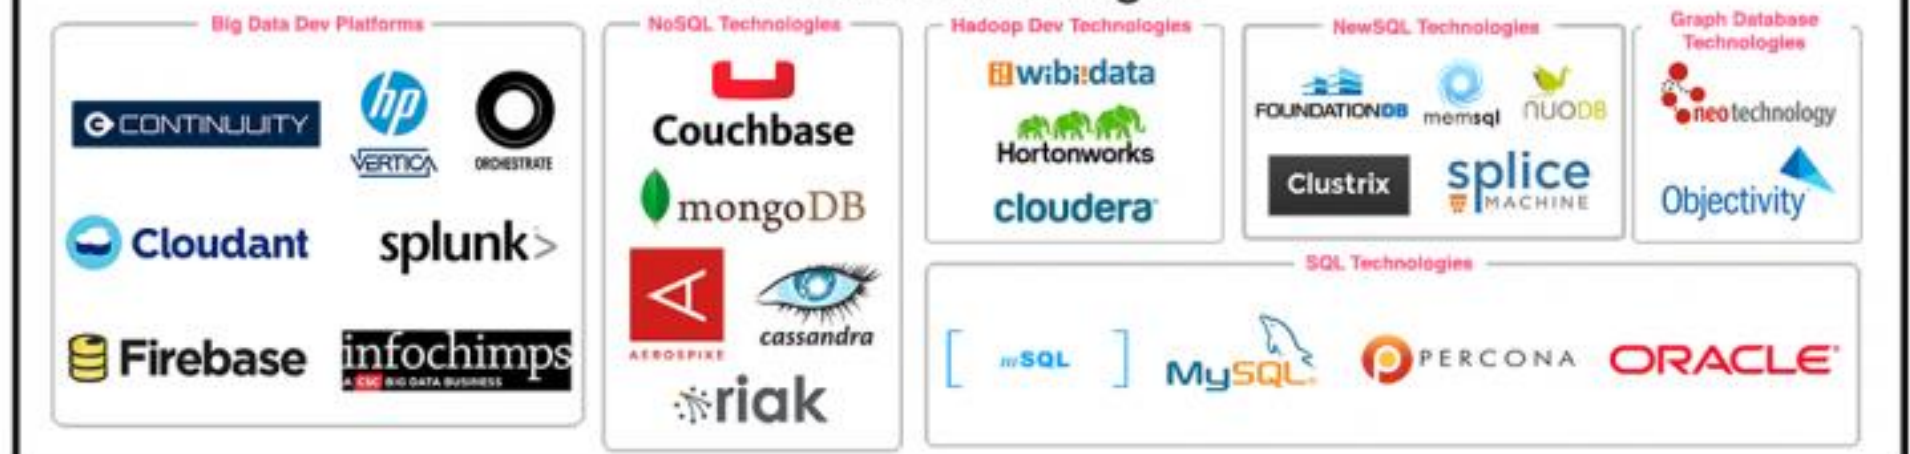 Big Data Dev Platforms
CONTINUUITY
hp
VERTICA
ORCHESTRATE
Cloudant
splunk>
Firebase
infochimps
A CSC BIG DATA BUSINESS
NoSQL Technologies
Couchbase
mongoDB
AEROSPIKE
cassandra
riak
Hadoop Dev Technologies
wibidata
Hortonworks
cloudera
NewSQL Technologies
FOUNDATIONDB
memsql
NUODB
Clustrix
splice
MACHINE
Graph Database
Technologies
neotechnology
Objectivity
SQL Technologies
MySQL
PERCONA
ORACLE